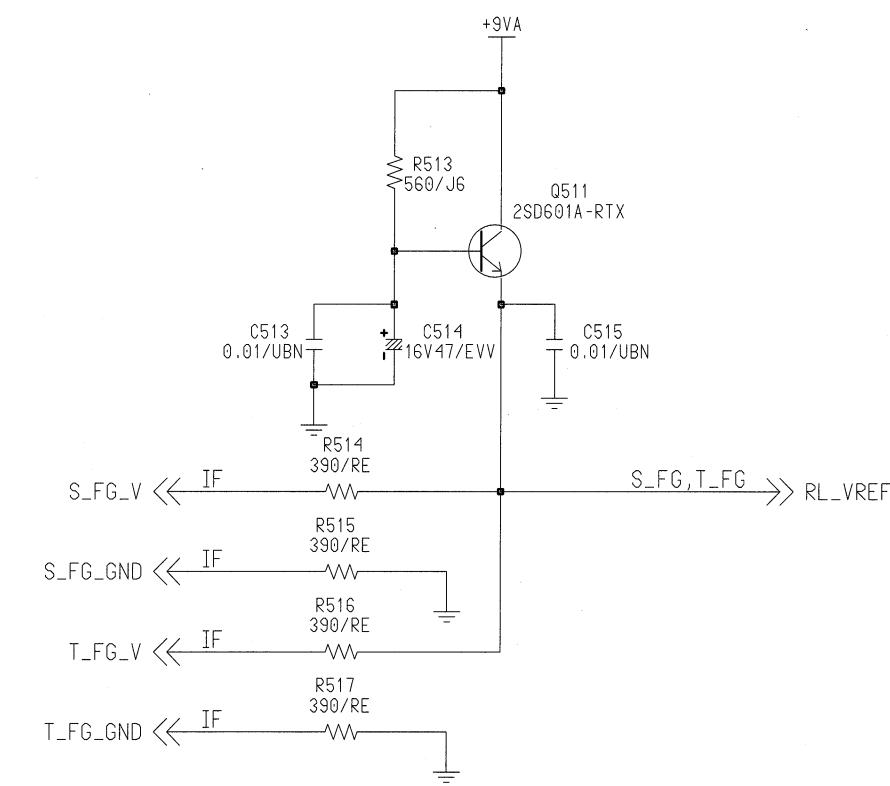 +9VA
R513
560/J6
Q511
2SD601A-RTX
C513
0.01/UBN
+
-
C514
16V47/EVV
C515
0.01/UBN
R514
390/RE
S_FG_V
IF
S_FG,T_FG
RL_VREF
R515
390/RE
S_FG_GND
IF
R516
390/RE
T_FG_V
IF
R517
390/RE
T_FG_GND
IF